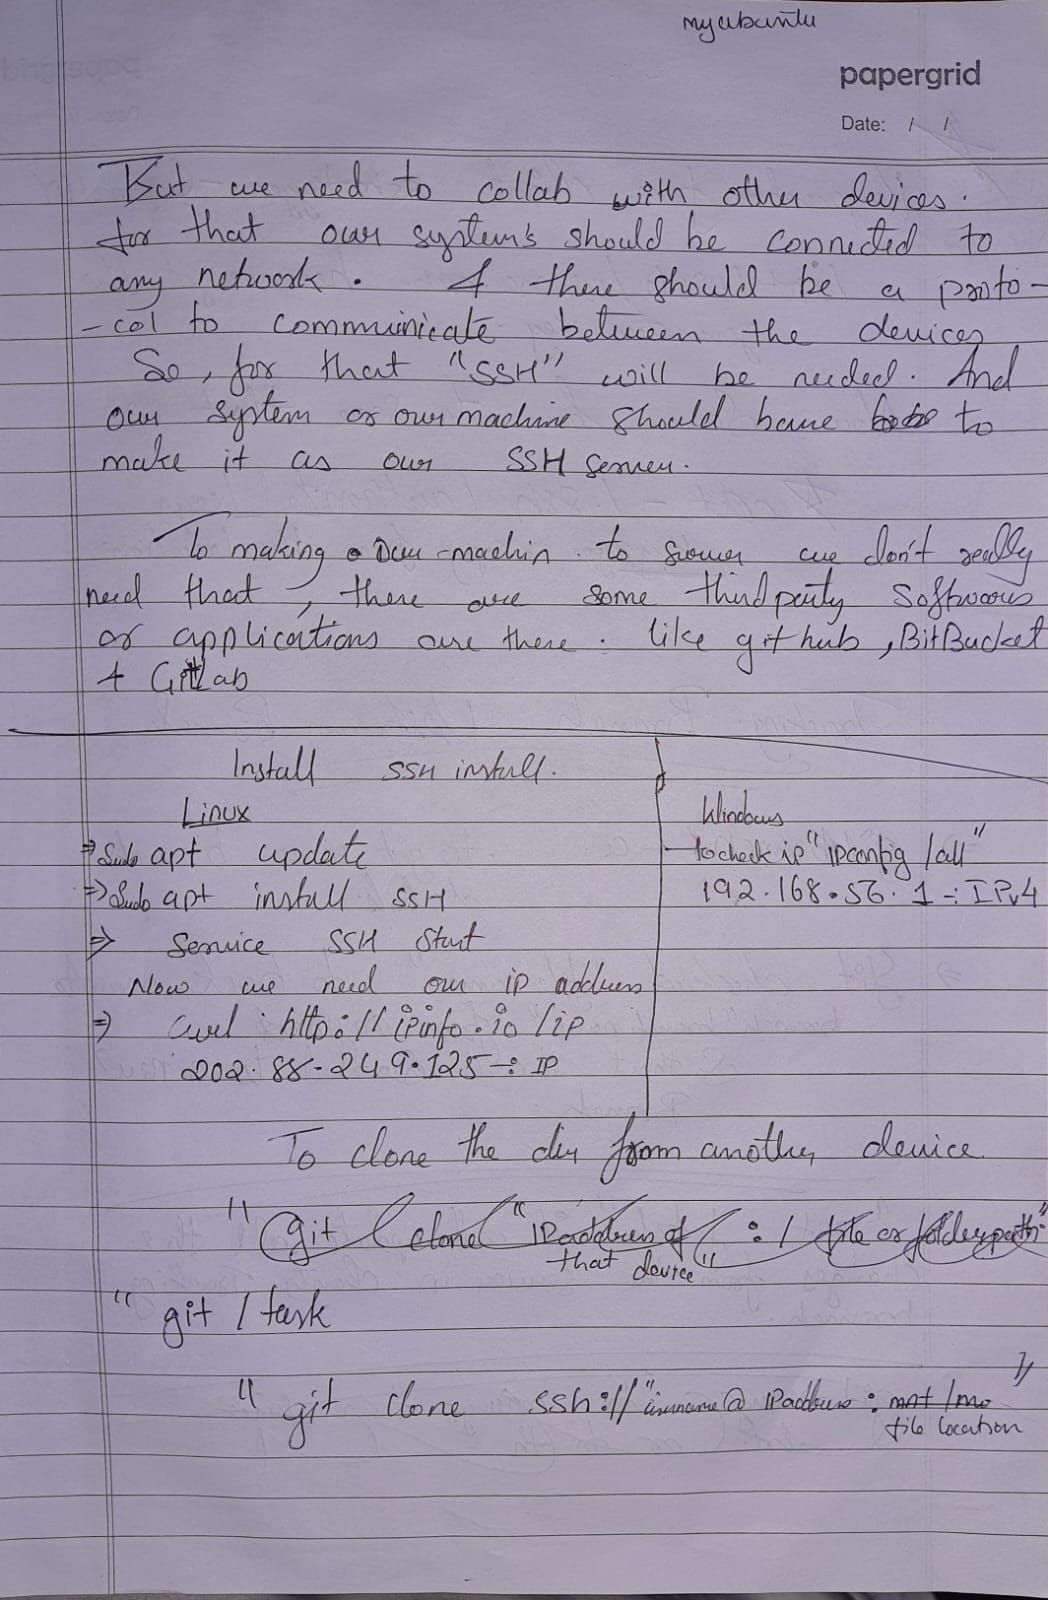 myubuntu
papergrid
Date: / /
But we need to collab with other devices.
for that our system's should be connected to
any network. & there should be a proto-
-col to communicate between the devices
So, for that "SSH" will be needed. And
our system or our machine should have to
make it as our SSH server.
To making our machin to server we don't really
need that, there are some third party Softwares
or applications are there. like github, BitBucket
& Gitlab
Install SSH install.
Linux
⇒ Sudo apt update
⇒ Sudo apt install SSH
⇒ Service SSH Start
Now we need our ip address
⇒ Curl : http://ipinfo.io/ip
202.88.249.125 -: IP
Windows
to check ip "ipconfig /all"
192.168.56.1 -: IPv4
To clone the dir from another device
" git clone "IP address of : / file or folder path"
that device"
" git / task
" git clone ssh://"username@ IPaddress : mnt / "
file location